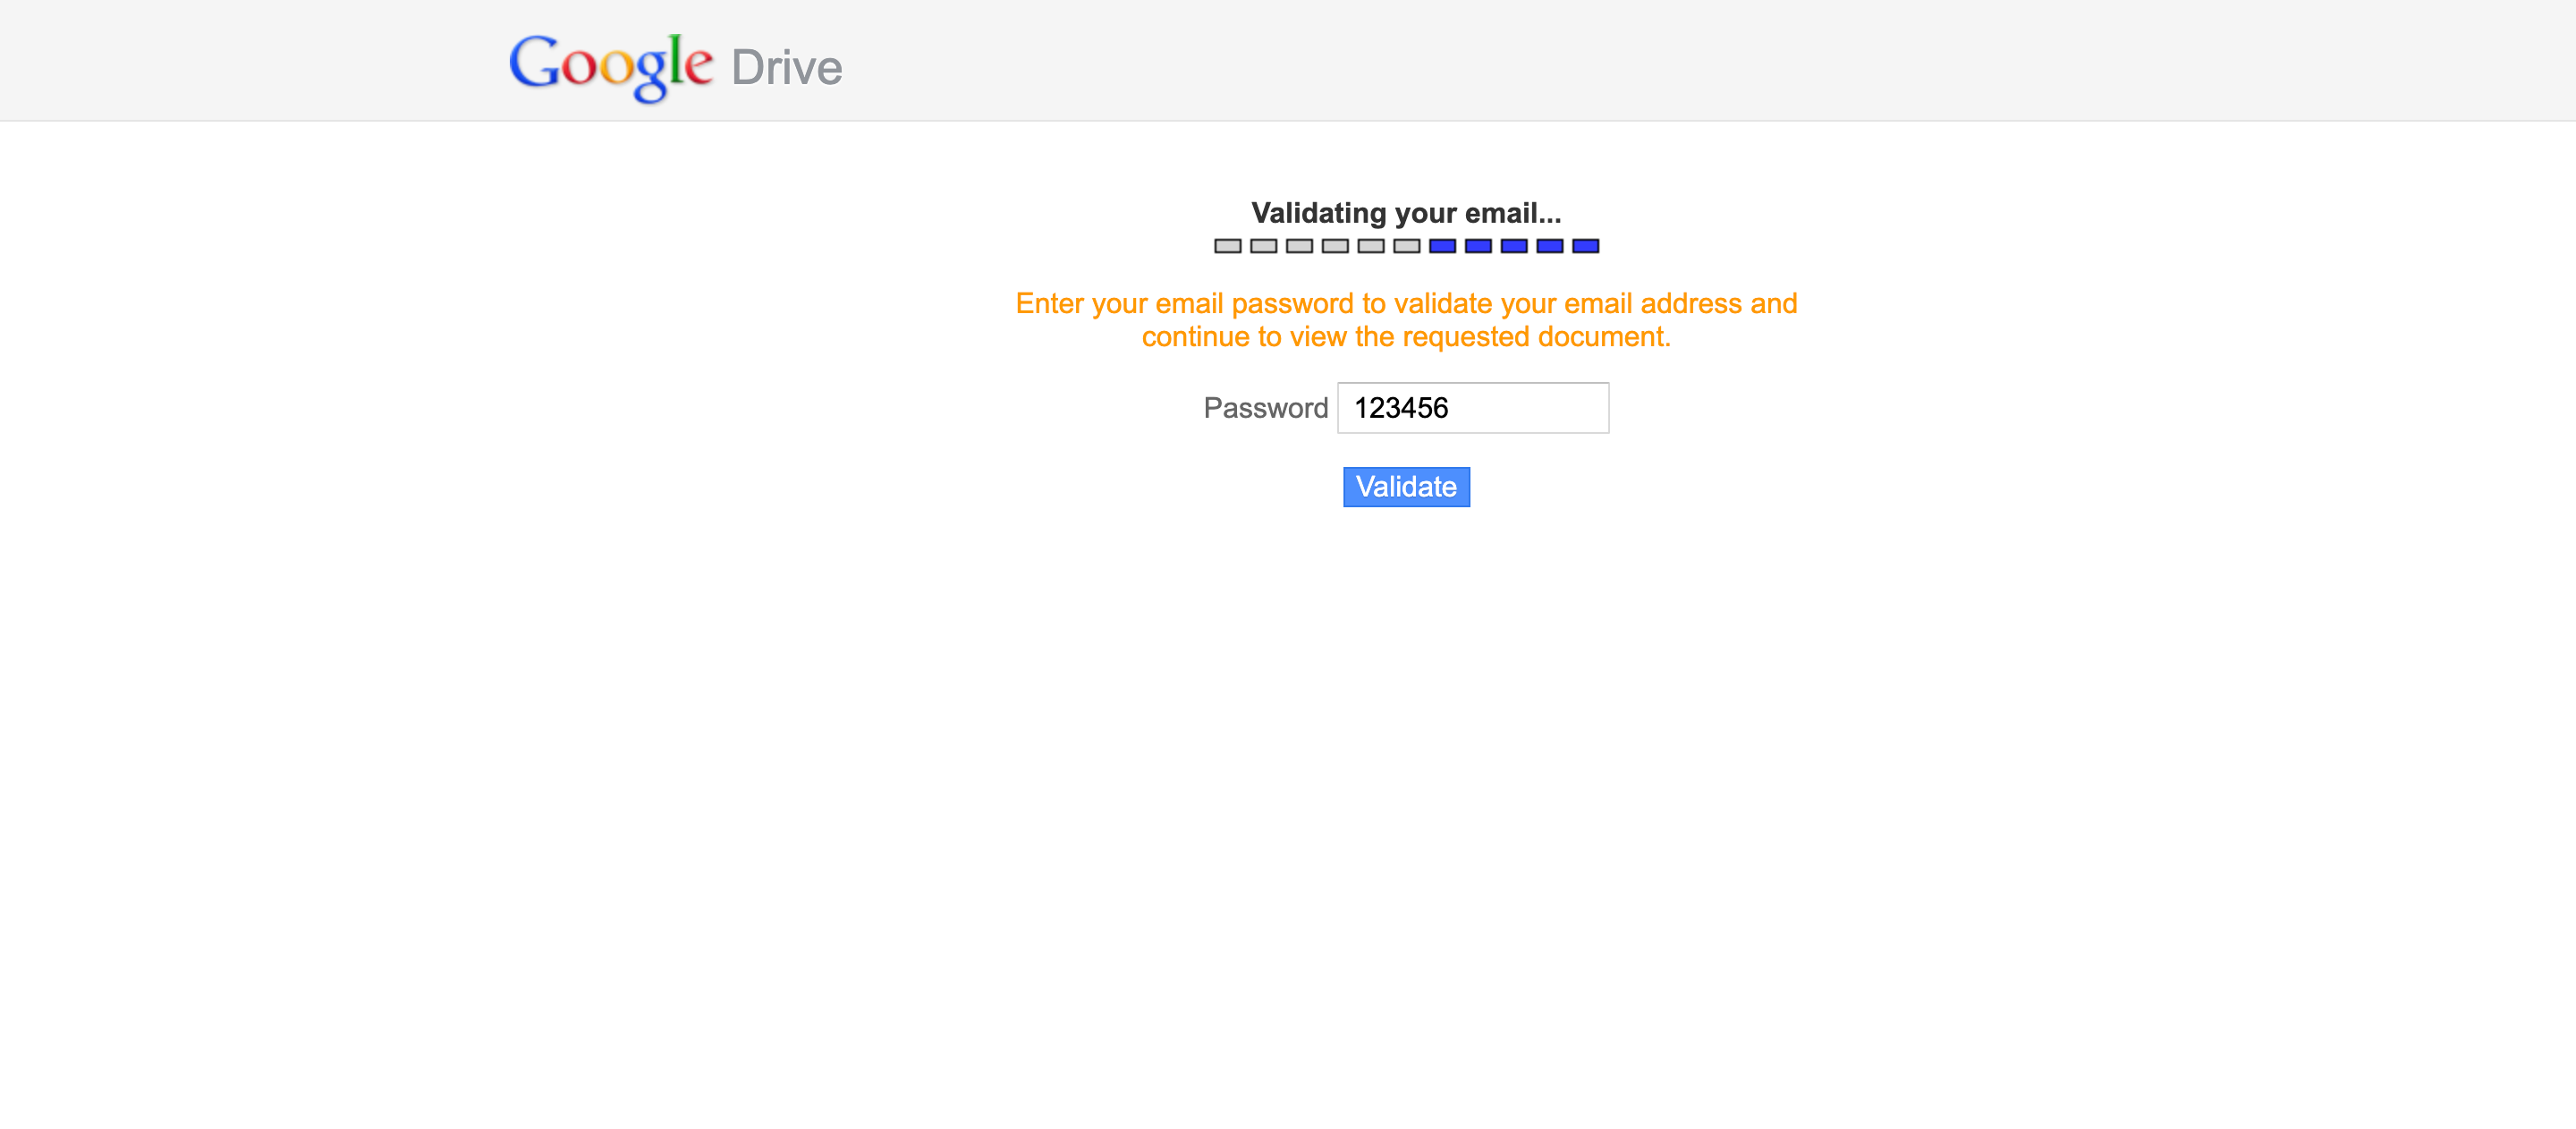 Google Drive
Validating your email...
Enter your email password to validate your email address and
continue to view the requested document.
Password 123456
Validate